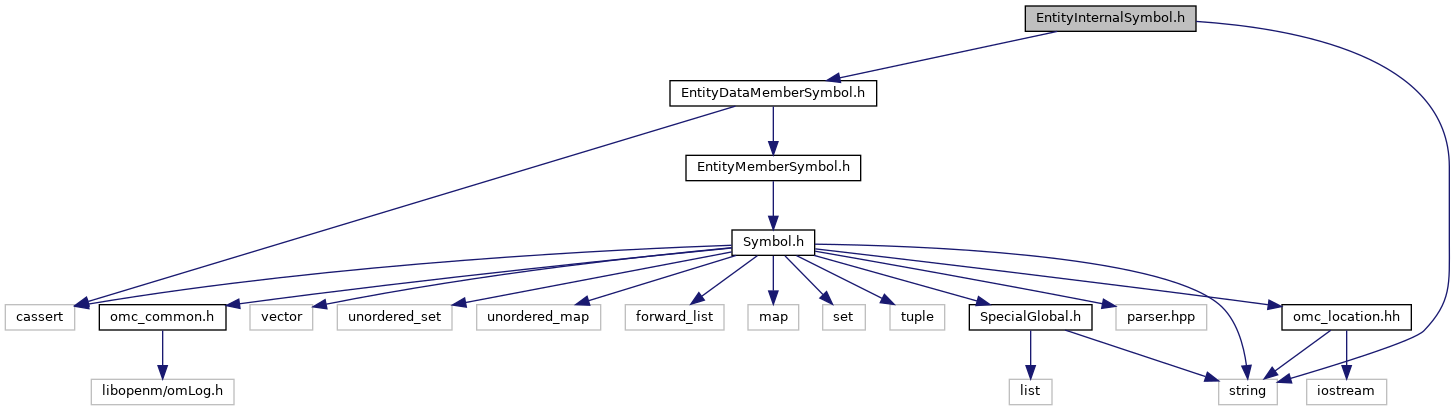 EntityInternalSymbol.h
EntityDataMemberSymbol.h
EntityMemberSymbol.h
Symbol.h
cassert
omc_common.h
vector
unordered_set
unordered_map
forward_list
map
set
tuple
SpecialGlobal.h
parser.hpp
omc_location.hh
libopenm/omLog.h
list
string
iostream